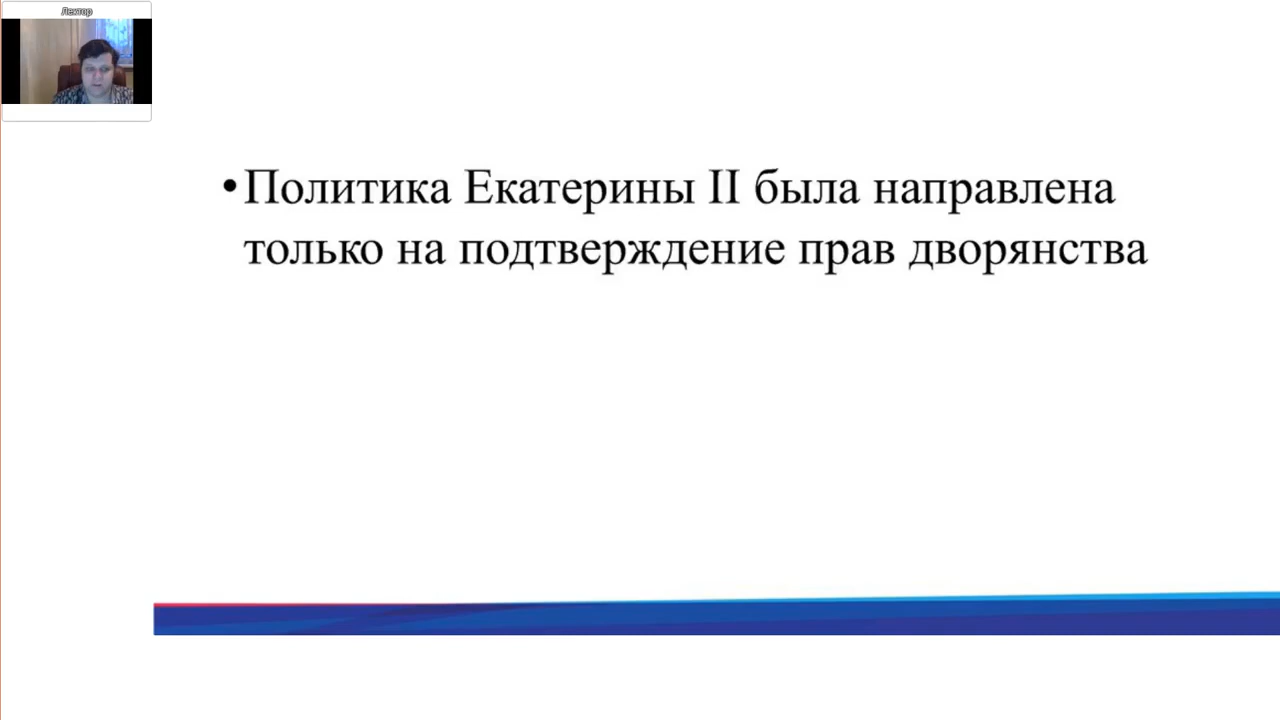 Лектор
•Политика Екатерины II была направлена
только на подтверждение прав дворянства